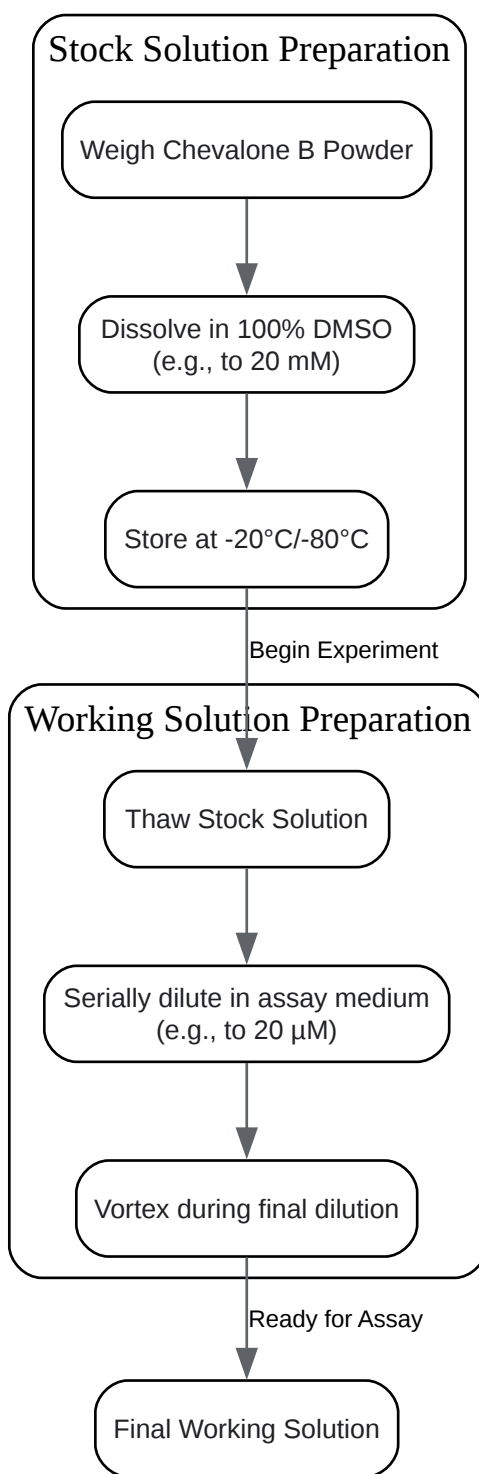 Stock Solution Preparation
Weigh Chevalone B Powder
Dissolve in 100% DMSO
(e.g., to 20 mM)
Store at -20°C/-80°C
Begin Experiment
Working Solution Preparation
Thaw Stock Solution
Serially dilute in assay medium
(e.g., to 20 µM)
Vortex during final dilution
Ready for Assay
Final Working Solution